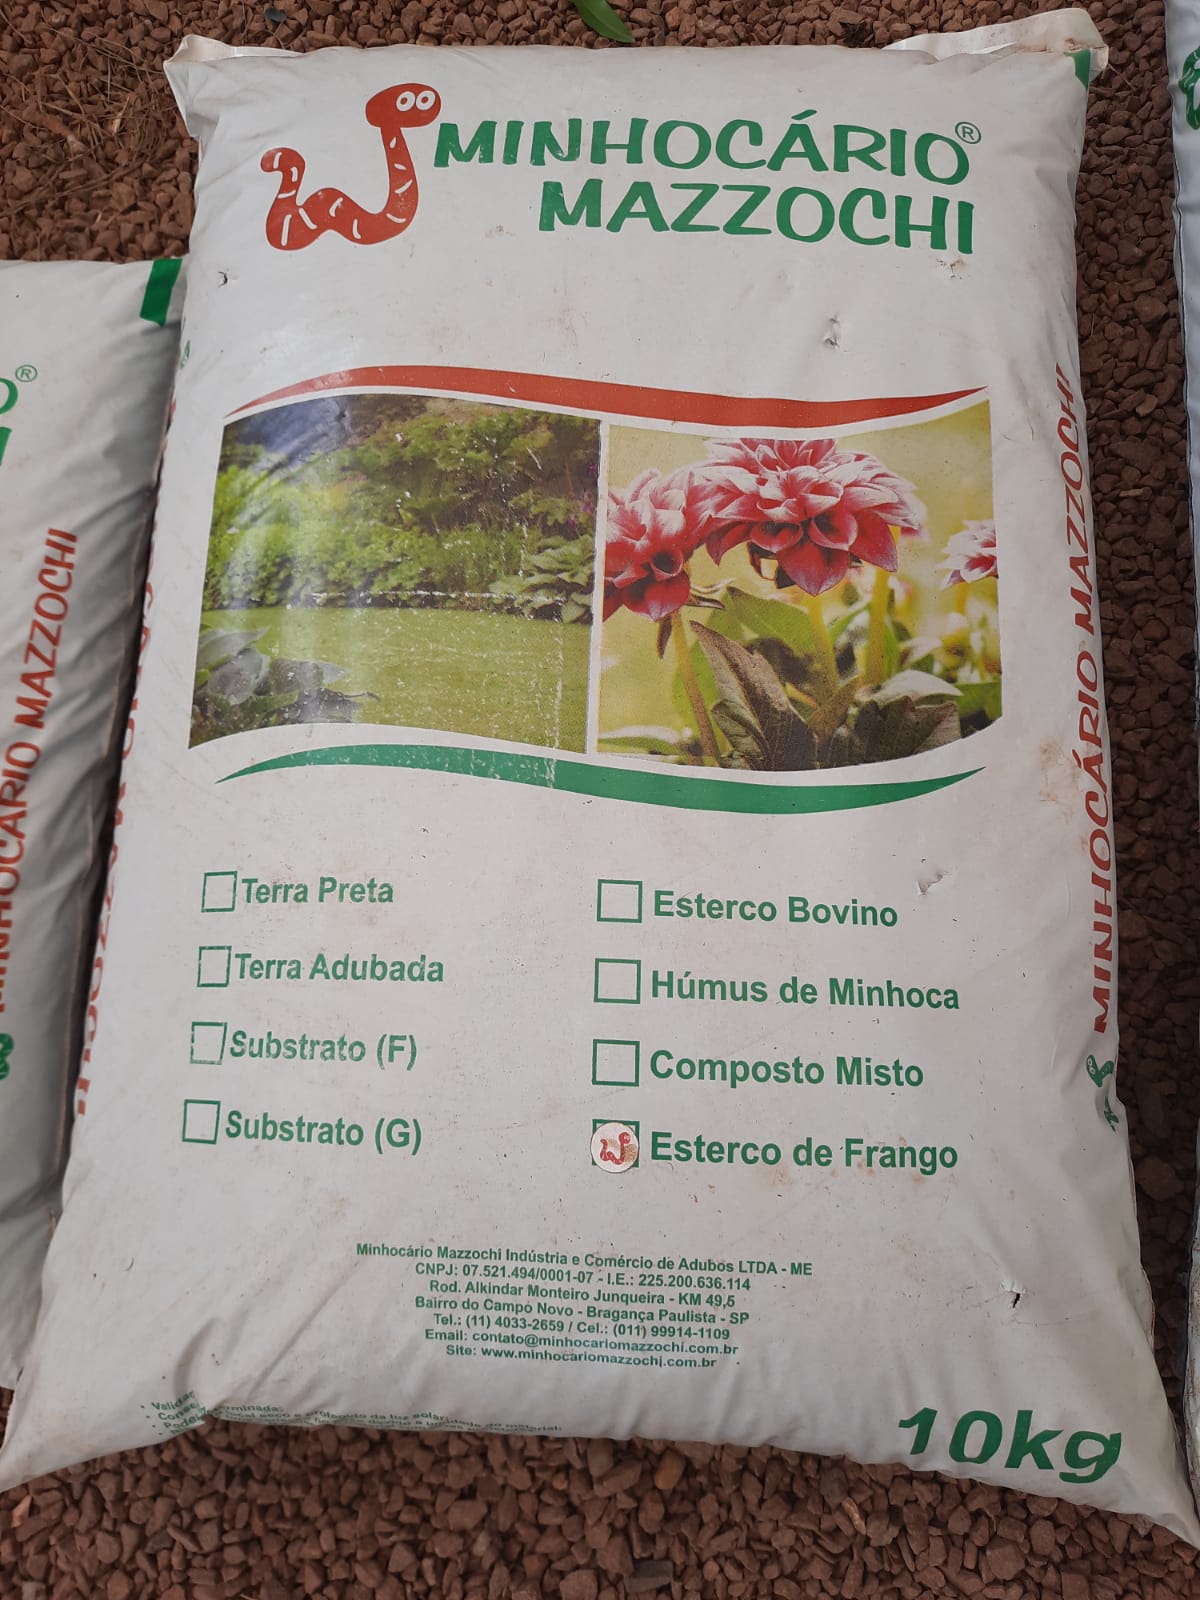 MINHOCÁRIO®
MAZZOCHI
Terra Preta
Terra Adubada
Substrato (F)
Substrato (G)
Esterco Bovino
Húmus de Minhoca
Composto Misto
Esterco de Frango
Minhocário Mazzochi Indústria e Comércio de Adubos LTDA - ME
CNPJ: 07.521.494/0001-07 - I.E.: 225.200.636.114
Rod. Alkindar Monteiro Junqueira - KM 49,5
Bairro do Campo Novo - Bragança Paulista - SP
Tel.: (11) 4033-2659 / Cel.: (011) 99914-1109
Email: contato@minhocariomazzochi.com.br
Site: www.minhocariomazzochi.com.br
10kg
MINHOCÁRIO MAZZOCHI
MINHOCÁRIO MAZZOCHI